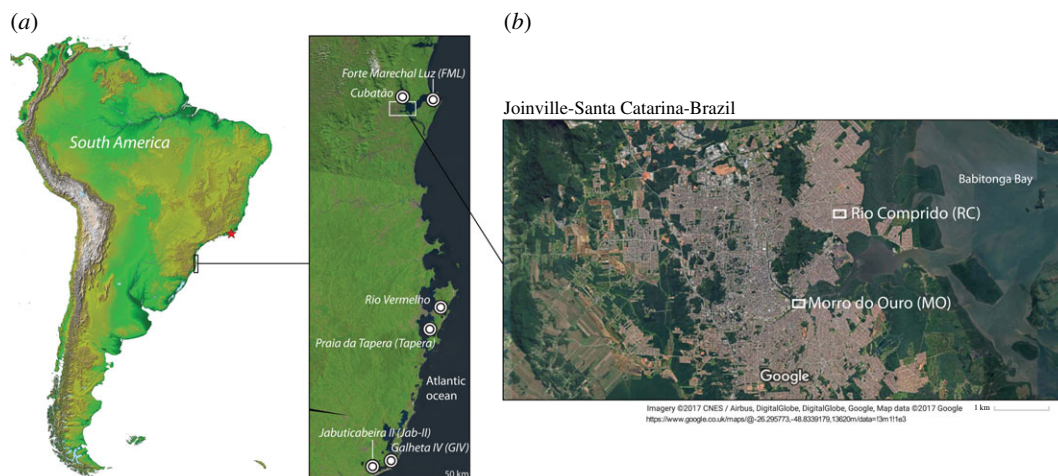 (a)
(b)
South America
Forte Marechal Luz (FML)
Cubatão
Rio Vermelho
Praia da Tapera (Tapera)
Atlantic
ocean
Jabuticabeira II (Jab-II)
Galheta IV (GIV)
50 km
Joinville-Santa Catarina-Brazil
Babitonga Bay
Rio Comprido (RC)
Morro do Ouro (MO)
Google
Imagery ©2017 CNES / Airbus, DigitalGlobe, DigitalGlobe, Google, Map data ©2017 Google
1 km
https://www.google.co.uk/maps/@-26.295773,-48.8339179,13620m/data=!3m1!1e3